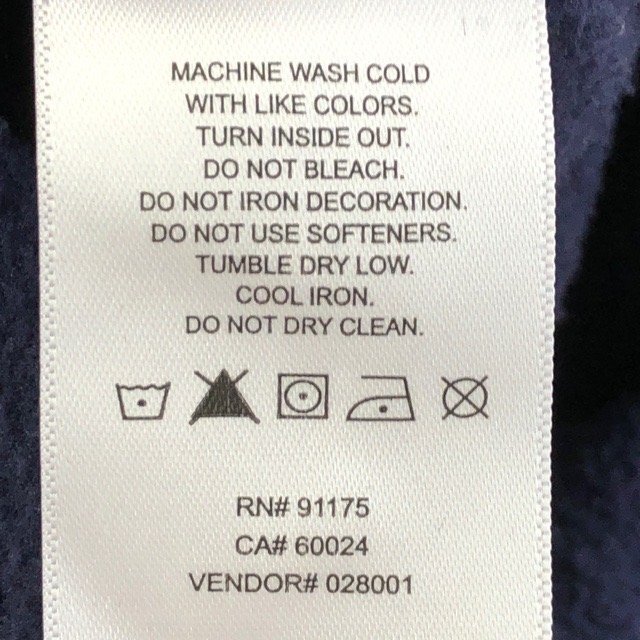 MACHINE WASH COLD
WITH LIKE COLORS.
TURN INSIDE OUT.
DO NOT BLEACH.
DO NOT IRON DECORATION.
DO NOT USE SOFTENERS.
TUMBLE DRY LOW.
COOL IRON.
DO NOT DRY CLEAN.
RN# 91175
CA# 60024
VENDOR# 028001